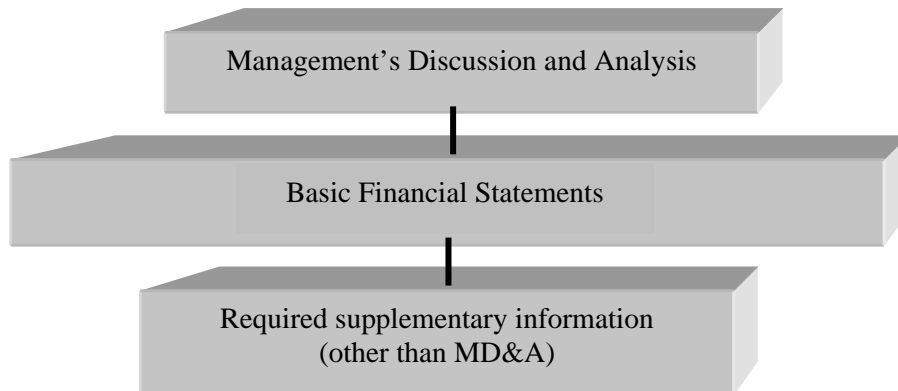 Management’s Discussion and Analysis
Basic Financial Statements
Required supplementary information
(other than MD&A)